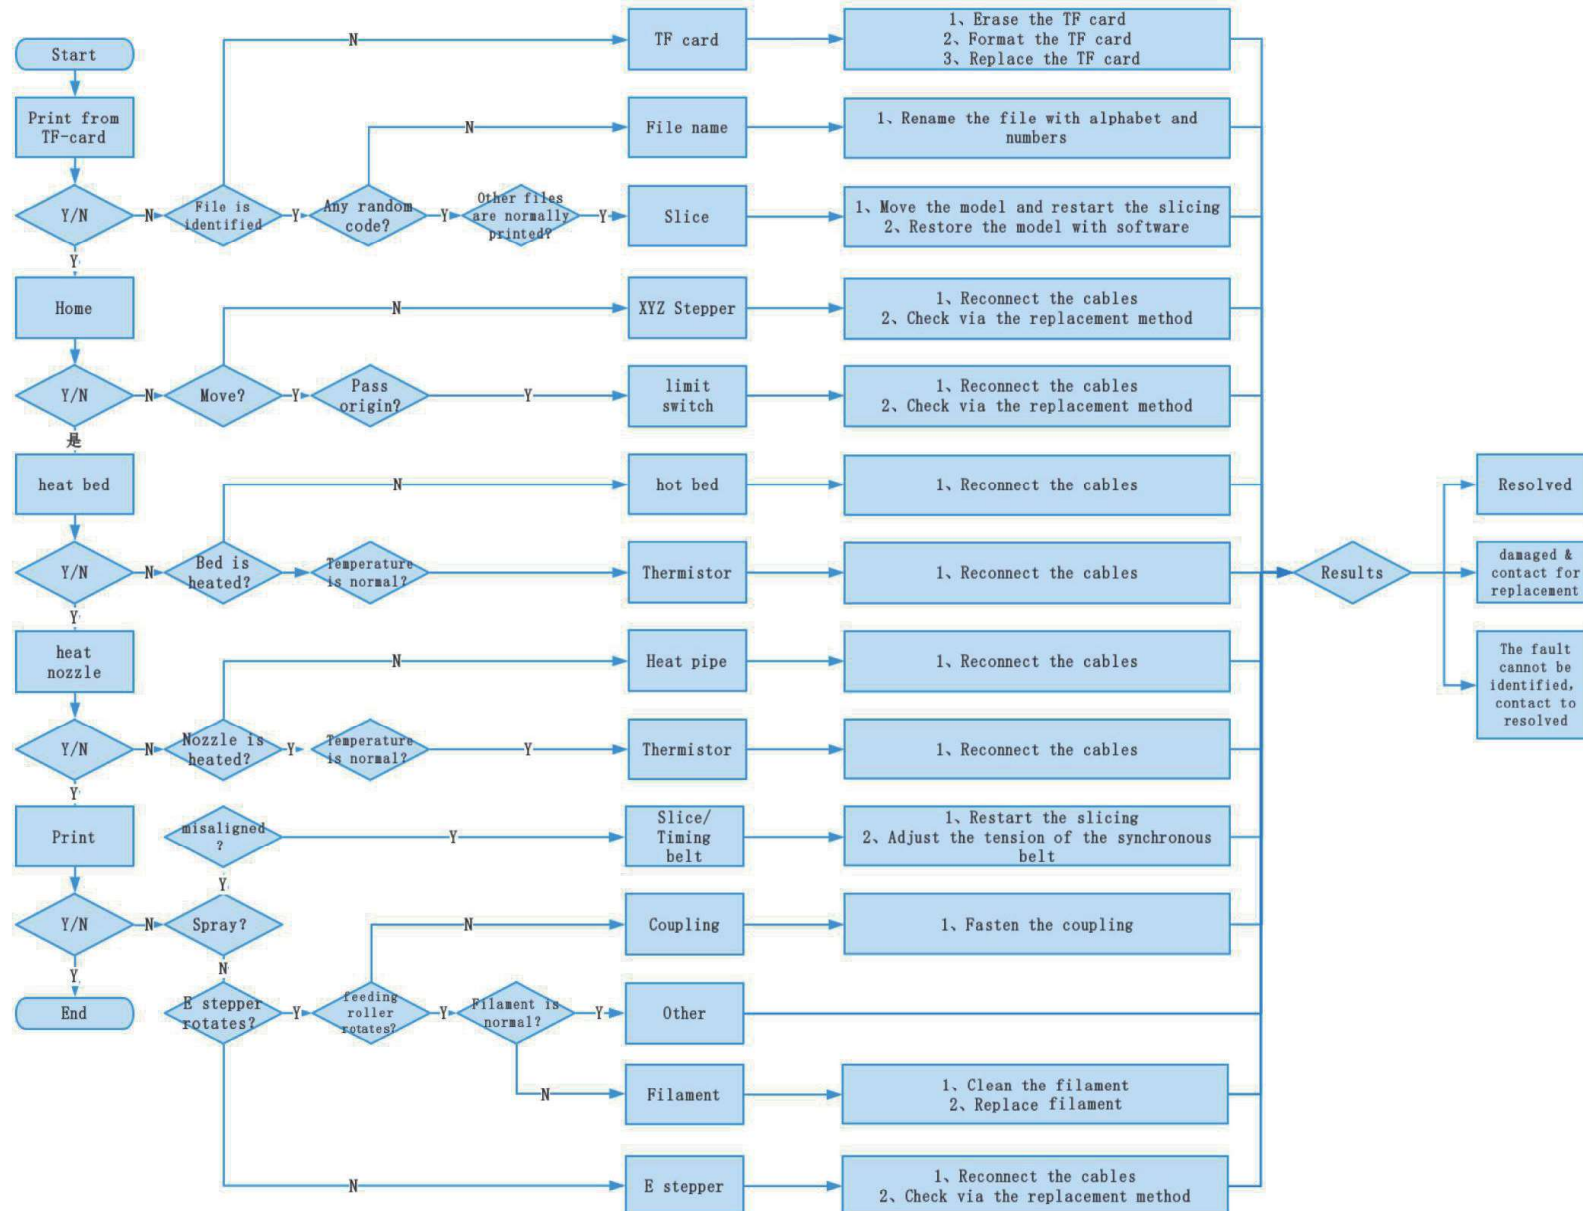 Start
Print from
TF-card
Y/N
N
File is
identified
Y
Any random
code?
Y
Other files
are normally
printed?
Y
Slice
1、Move the model and restart the slicing
2、Restore the model with software
N
TF card
1、Erase the TF card
2、Format the TF card
3、Replace the TF card
N
File name
1、Rename the file with alphabet and
numbers
Y
Home
Y/N
N
Move?
Y
Pass
origin?
Y
limit
switch
1、Reconnect the cables
2、Check via the replacement method
N
XYZ Stepper
1、Reconnect the cables
2、Check via the replacement method
是
heat bed
Y/N
N
Bed is
heated?
Temperature
is normal?
Thermistor
1、Reconnect the cables
N
hot bed
1、Reconnect the cables
Y
heat
nozzle
Y/N
N
Nozzle is
heated?
Y
Temperature
is normal?
Y
Thermistor
1、Reconnect the cables
N
Heat pipe
1、Reconnect the cables
Y
Print
Y/N
N
Spray?
Y
misaligned
?
Y
Slice/
Timing
belt
1、Restart the slicing
2、Adjust the tension of the synchronous
belt
N
E stepper
rotates?
Y
feeding
roller
rotates?
Y
Filament is
normal?
Y
Other
N
Coupling
1、Fasten the coupling
N
Filament
1、Clean the filament
2、Replace filament
N
E stepper
1、Reconnect the cables
2、Check via the replacement method
Y
End
Results
Resolved
damaged &
contact for
replacement
The fault
cannot be
identified,
contact to
resolved